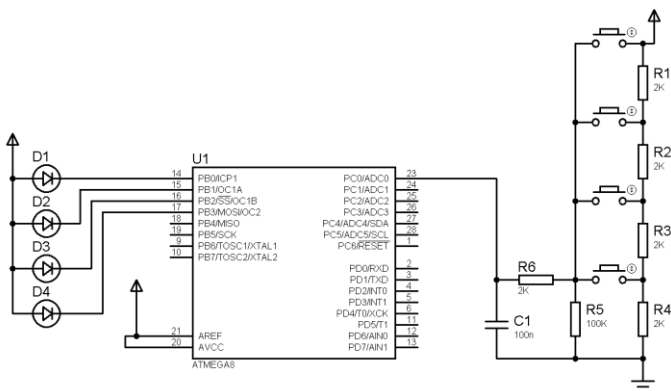 R1
2K
R2
2K
R3
2K
R4
2K
R5
100K
R6
2K
C1
100n
D1
D2
D3
D4
U1
14 PB0/ICP1
15 PB1/OC1A
16 PB2/SS/OC1B
17 PB3/MOSI/OC2
18 PB4/MISO
19 PB5/SCK
9 PB6/TOSC1/XTAL1
10 PB7/TOSC2/XTAL2
21 AREF
20 AVCC
PC0/ADC0 23
PC1/ADC1 24
PC2/ADC2 25
PC3/ADC3 26
PC4/ADC4/SDA 27
PC5/ADC5/SCL 28
PC6/RESET 1
PD0/RXD 2
PD1/TXD 3
PD2/INT0 4
PD3/INT1 5
PD4/T0/XCK 6
PD5/T1 11
PD6/AIN0 12
PD7/AIN1 13
ATMEGA8